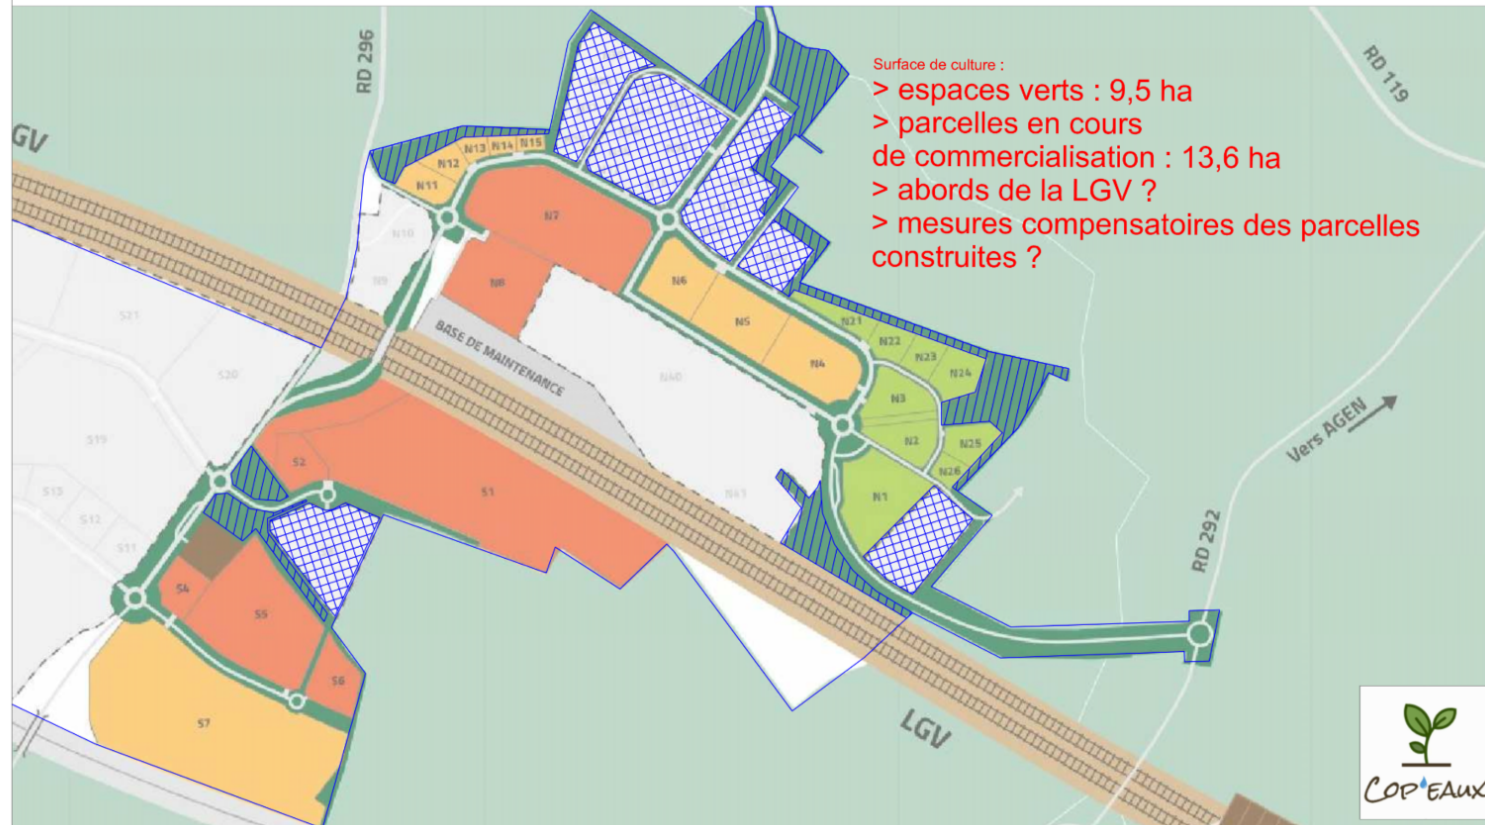 RD 296
RD 119
GV
Surface de culture :
> espaces verts : 9,5 ha
> parcelles en cours
de commercialisation : 13,6 ha
> abords de la LGV ?
> mesures compensatoires des parcelles
construites ?
N15
N14
N13
N12
N11
N7
N10
N9
N8
N6
N5
N4
BASE DE MAINTENANCE
N21
N22
N23
N24
N3
N2
N25
N26
N1
N40
N41
S21
S20
S19
S13
S12
S11
S2
S1
S4
S5
S6
S7
Vers AGEN
RD 292
LGV
COP'EAUX